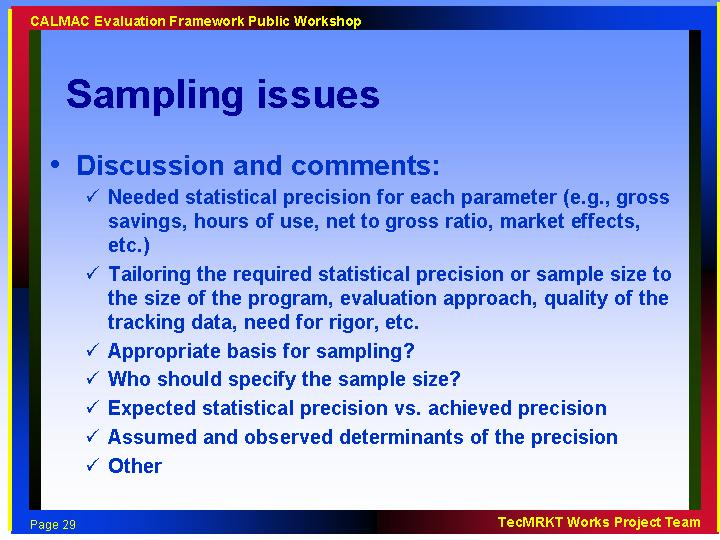 CALMAC Evaluation Framework Public Workshop
Sampling issues
• Discussion and comments:
✓ Needed statistical precision for each parameter (e.g., gross
savings, hours of use, net to gross ratio, market effects,
etc.)
✓ Tailoring the required statistical precision or sample size to
the size of the program, evaluation approach, quality of the
tracking data, need for rigor, etc.
✓ Appropriate basis for sampling?
✓ Who should specify the sample size?
✓ Expected statistical precision vs. achieved precision
✓ Assumed and observed determinants of the precision
✓ Other
Page 29
TecMRKT Works Project Team